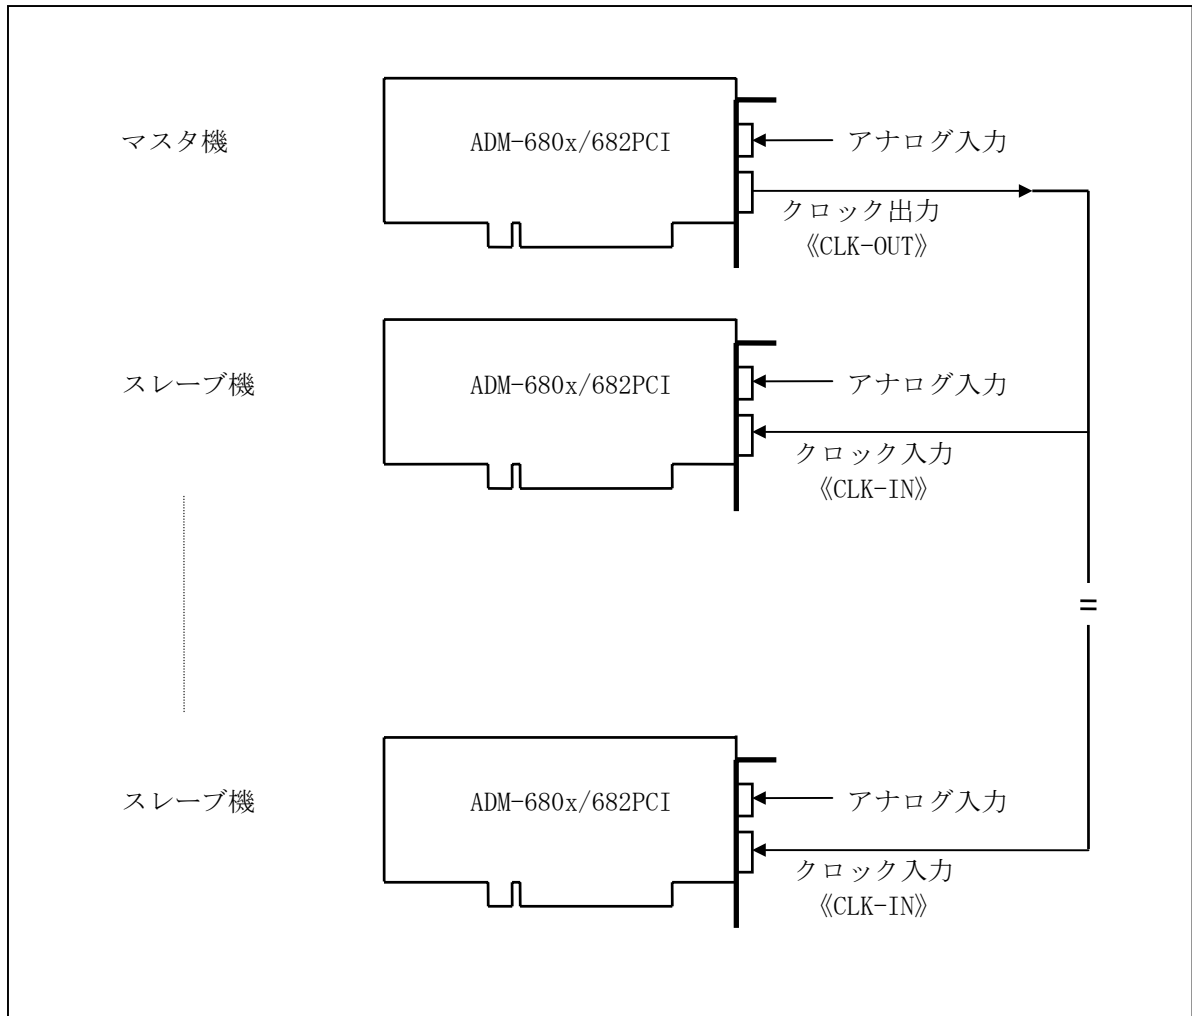 マスタ機
ADM-680x/682PCI
アナログ入力
クロック出力
《CLK-OUT》
スレーブ機
ADM-680x/682PCI
アナログ入力
クロック入力
《CLK-IN》
=
スレーブ機
ADM-680x/682PCI
アナログ入力
クロック入力
《CLK-IN》